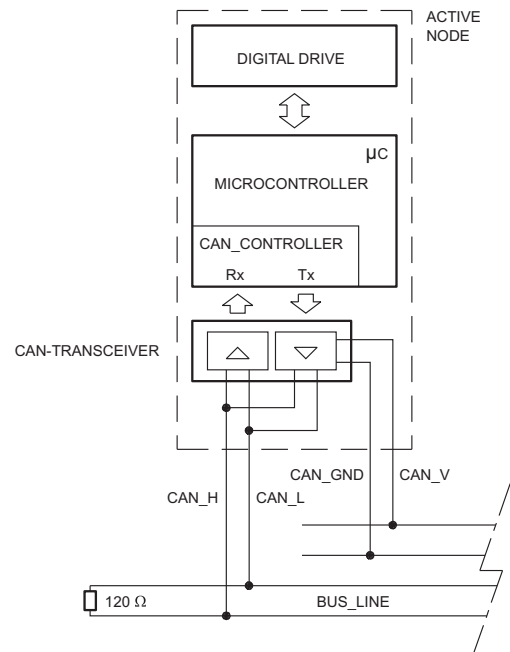 ACTIVE
NODE
DIGITAL DRIVE
µC
MICROCONTROLLER
CAN_CONTROLLER
Rx Tx
CAN-TRANSCEIVER
CAN_H CAN_L CAN_GND CAN_V
120 Ω BUS_LINE